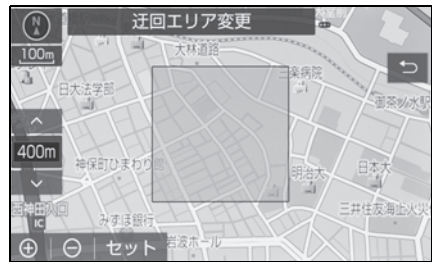 迂回エリア変更
N
100m
大林道路
三楽病院
日大法学部
御茶ノ水駅
400m
神保町ひまわり
明治大
日本大
西神田入口
IC
みずほ銀行
三井住友海上火災
岩波ホール
セット